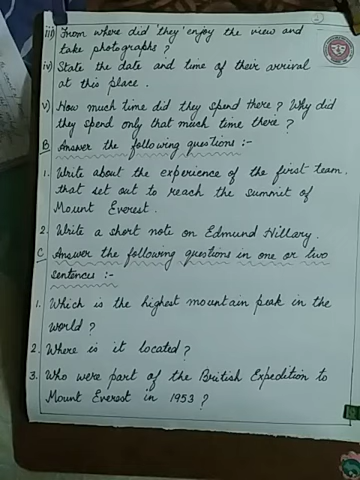 iii) From where did 'they' enjoy the view and
take photographs?
iv) State the date and time of their arrival
at this place.
v) How much time did they spend there? Why did
they spend only that much time there?
B Answer the following questions :-
1. Write about the experience of the first team
that set out to reach the summit of
Mount Everest.
2. Write a short note on Edmund Hillary.
C Answer the following questions in one or two
sentences :-
1. Which is the highest mountain peak in the
world?
2. Where is it located?
3. Who were part of the British Expedition to
Mount Everest in 1953?